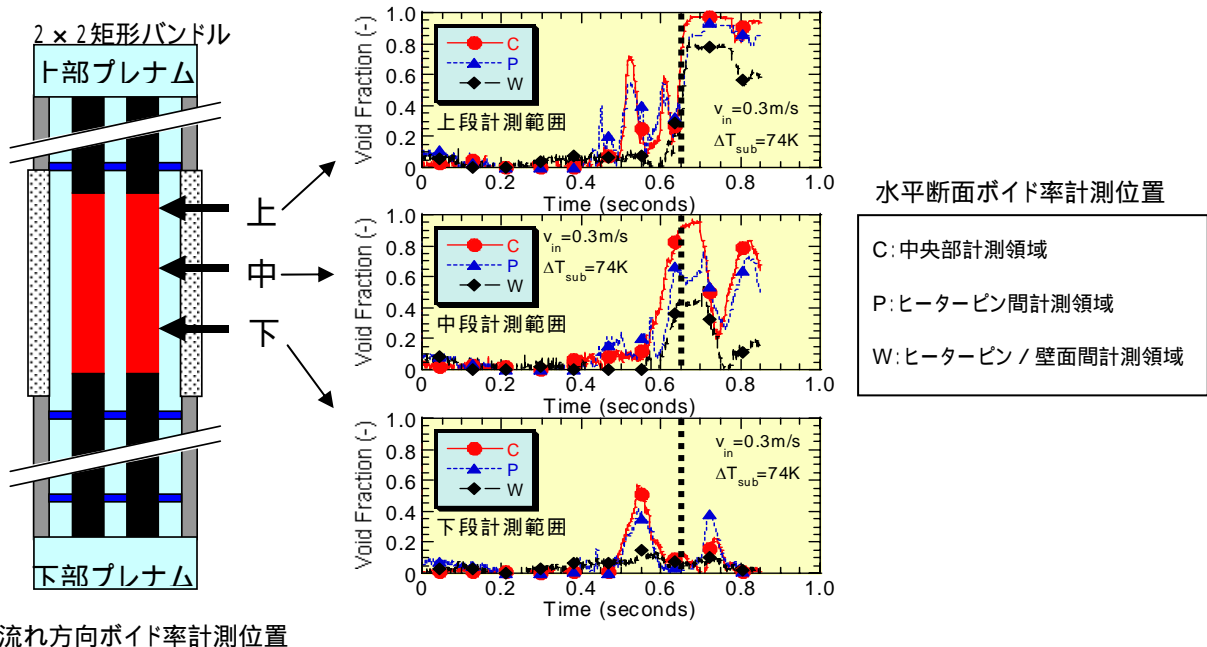 2 × 2矩形バンドル
上部プレナム
上
中
下
下部プレナム
流れ方向ボイド率計測位置
1.0
0.8
0.6
0.4
0.2
0
Void Fraction (-)
C
P
W
上段計測範囲
v_in=0.3m/s
ΔT_sub=74K
0 0.2 0.4 0.6 0.8 1.0
Time (seconds)
1.0
0.8
0.6
0.4
0.2
0
Void Fraction (-)
C
P
W
v_in=0.3m/s
ΔT_sub=74K
中段計測範囲
0 0.2 0.4 0.6 0.8 1.0
Time (seconds)
1.0
0.8
0.6
0.4
0.2
0
Void Fraction (-)
C
P
W
v_in=0.3m/s
ΔT_sub=74K
下段計測範囲
0 0.2 0.4 0.6 0.8 1.0
Time (seconds)
水平断面ボイド率計測位置
C:中央部計測領域
P:ヒーターピン間計測領域
W:ヒーターピン / 壁面間計測領域